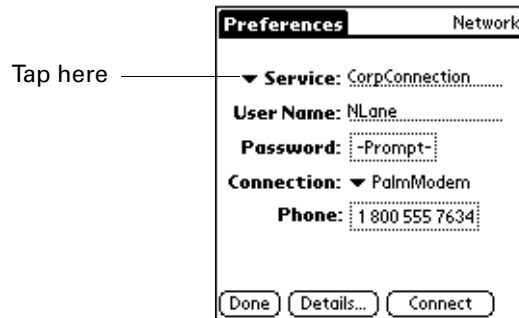 Preferences Network
Tap here
Service: CorpConnection
User Name: NLane
Password: -Prompt-
Connection: PalmModem
Phone: 1 800 555 7634
Done Details... Connect